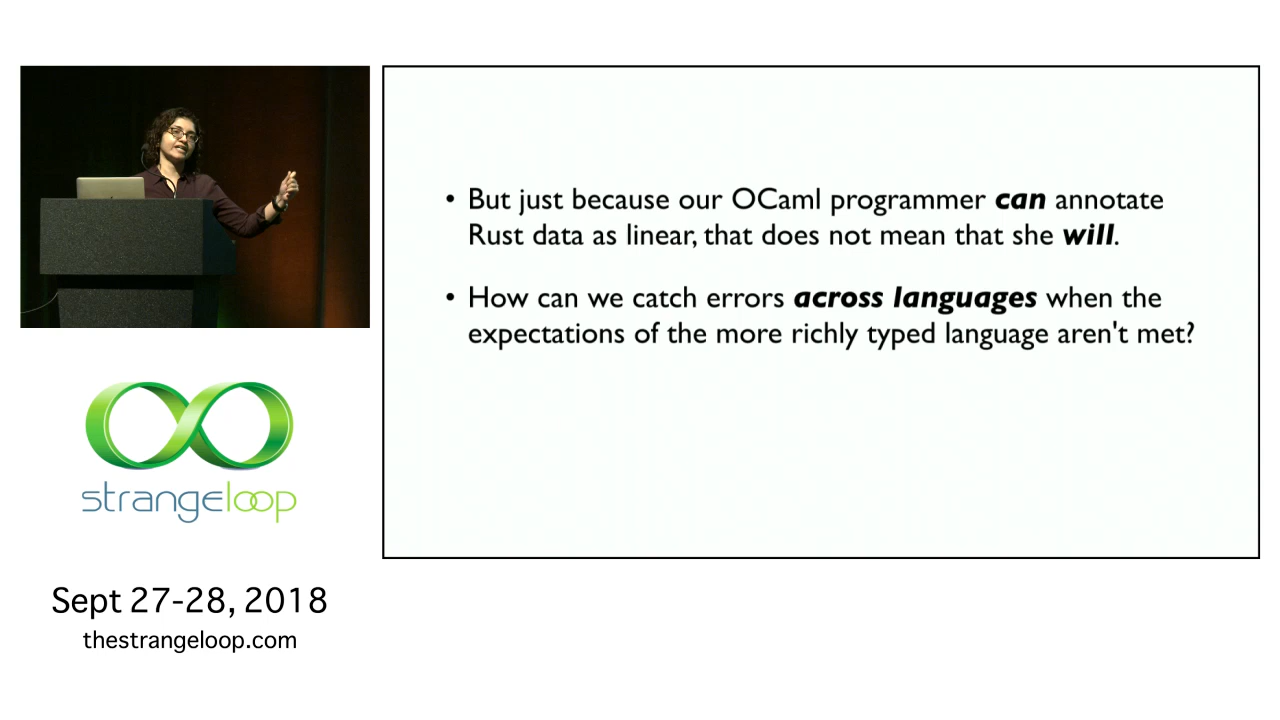 • But just because our OCaml programmer can annotate
Rust data as linear, that does not mean that she will.
• How can we catch errors across languages when the
expectations of the more richly typed language aren't met?
strangeloop
Sept 27-28, 2018
thestrangeloop.com